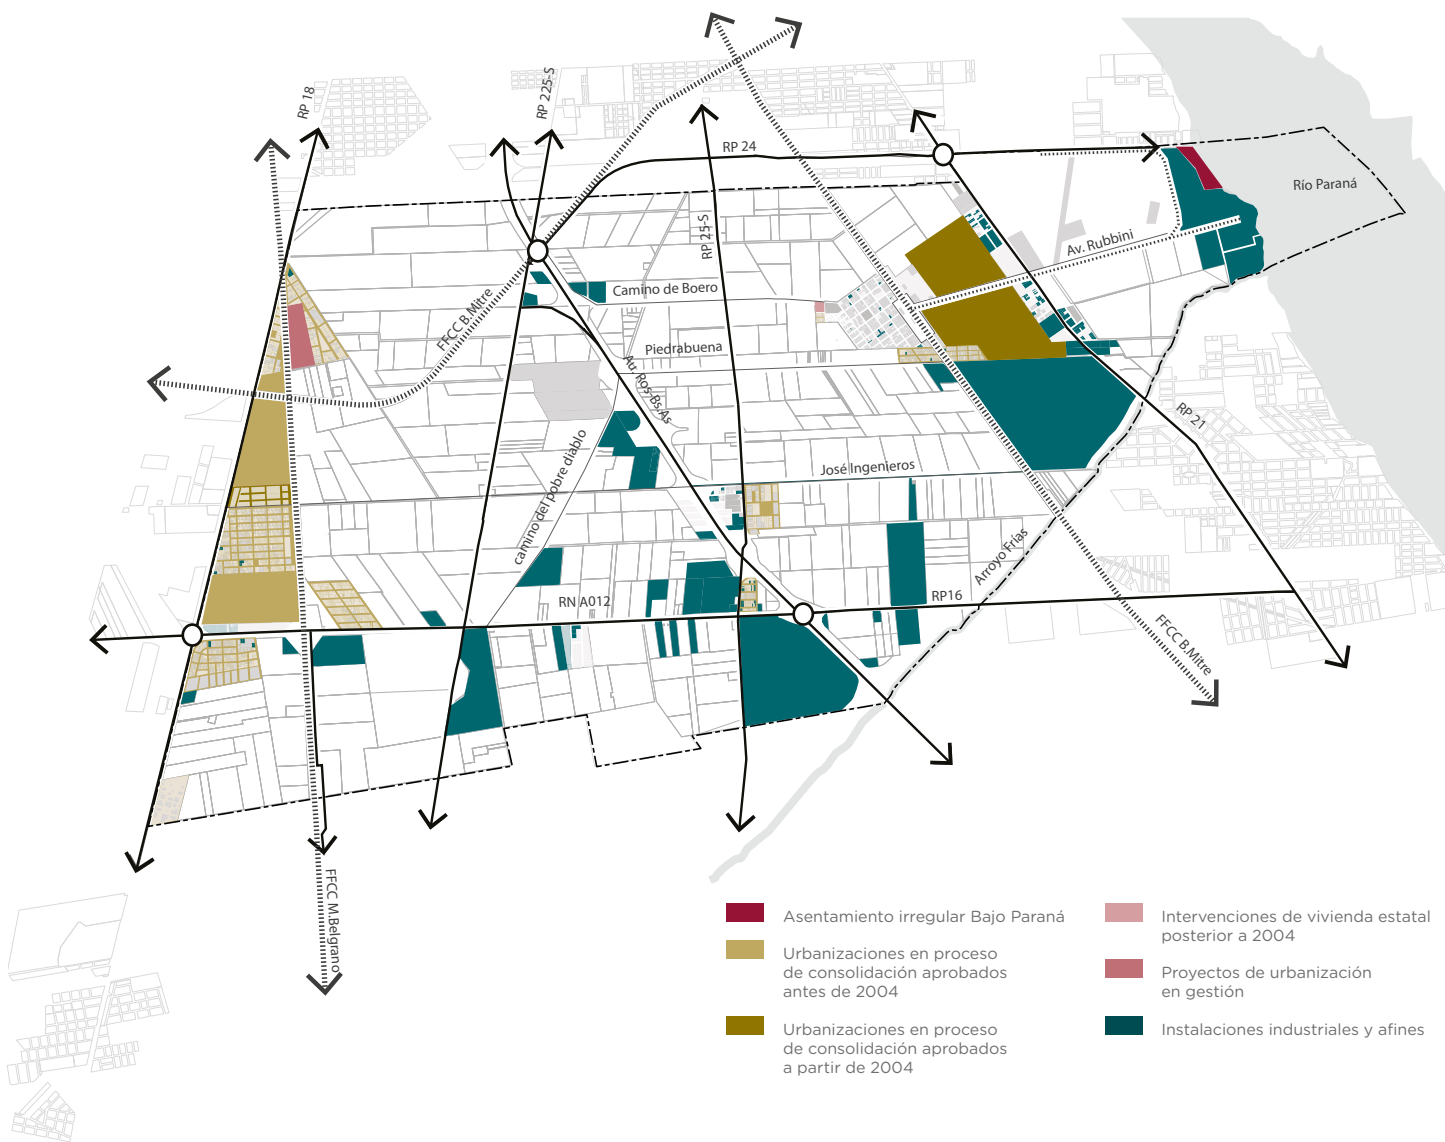 RP 18
RP 225-S
RP 24
RP 25-S
Río Paraná
Av. Rubbini
Camino de Boero
FFCC B.Mitre
Piedrabuena
Au. Ros-Bs.As
RP 21
camino del pobre diablo
José Ingenieros
Arroyo Frías
RN A012
RP16
FFCC B.Mitre
FFCC M.Belgrano
Asentamiento irregular Bajo Paraná
Urbanizaciones en proceso
de consolidación aprobados
antes de 2004
Urbanizaciones en proceso
de consolidación aprobados
a partir de 2004
Intervenciones de vivienda estatal
posterior a 2004
Proyectos de urbanización
en gestión
Instalaciones industriales y afines